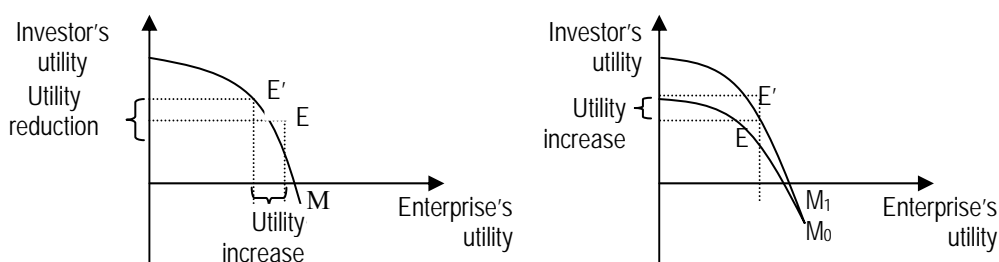 Investor's
utility
Utility
reduction
E'
E
M
Enterprise's
utility
Utility
increase
Investor's
utility
Utility
increase
E'
E
M1
M0
Enterprise's
utility